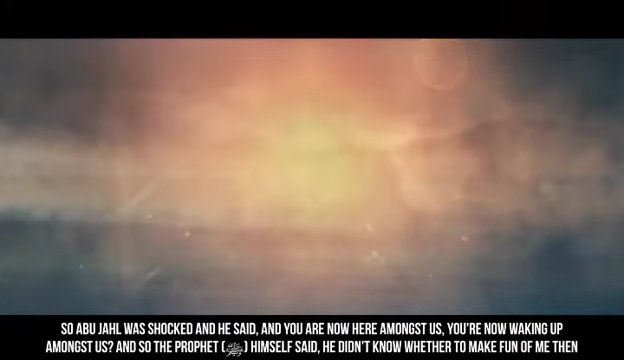 SO ABU JAHL WAS SHOCKED AND HE SAID, AND YOU ARE NOW HERE AMONGST US, YOU'RE NOW WAKING UP
AMONGST US? AND SO THE PROPHET (ﷺ) HIMSELF SAID, HE DIDN'T KNOW WHETHER TO MAKE FUN OF ME THEN